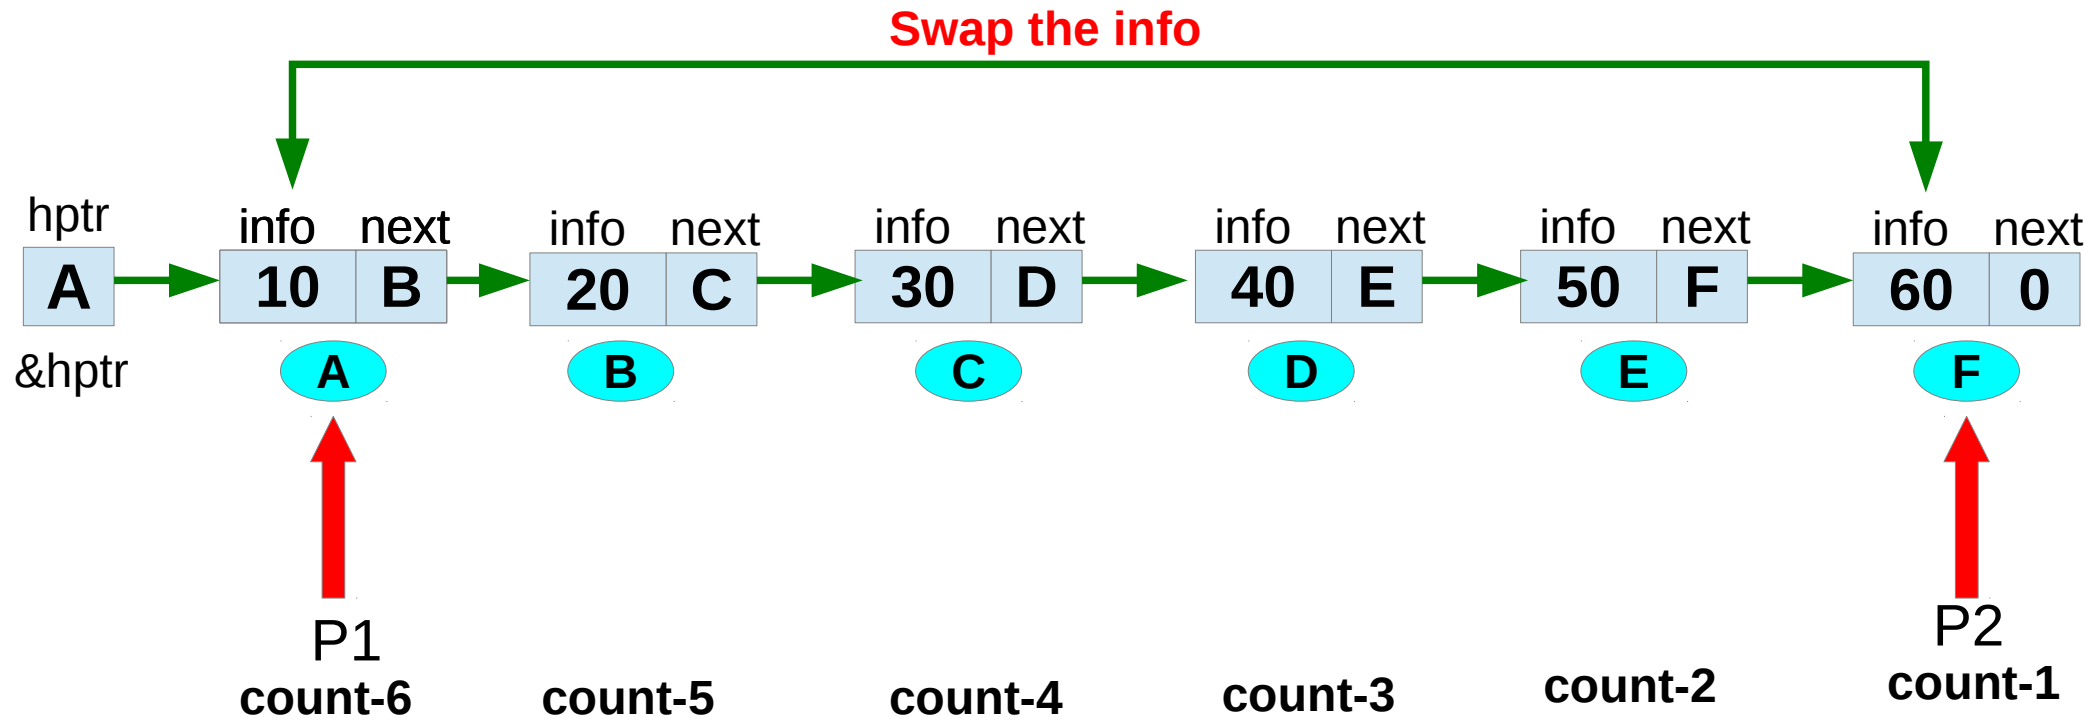 Swap the info
hptr
info next info next info next info next info next info next
A 10 B 20 C 30 D 40 E 50 F 60 0
&hptr A B C D E F
P1 P2
count-6 count-5 count-4 count-3 count-2 count-1